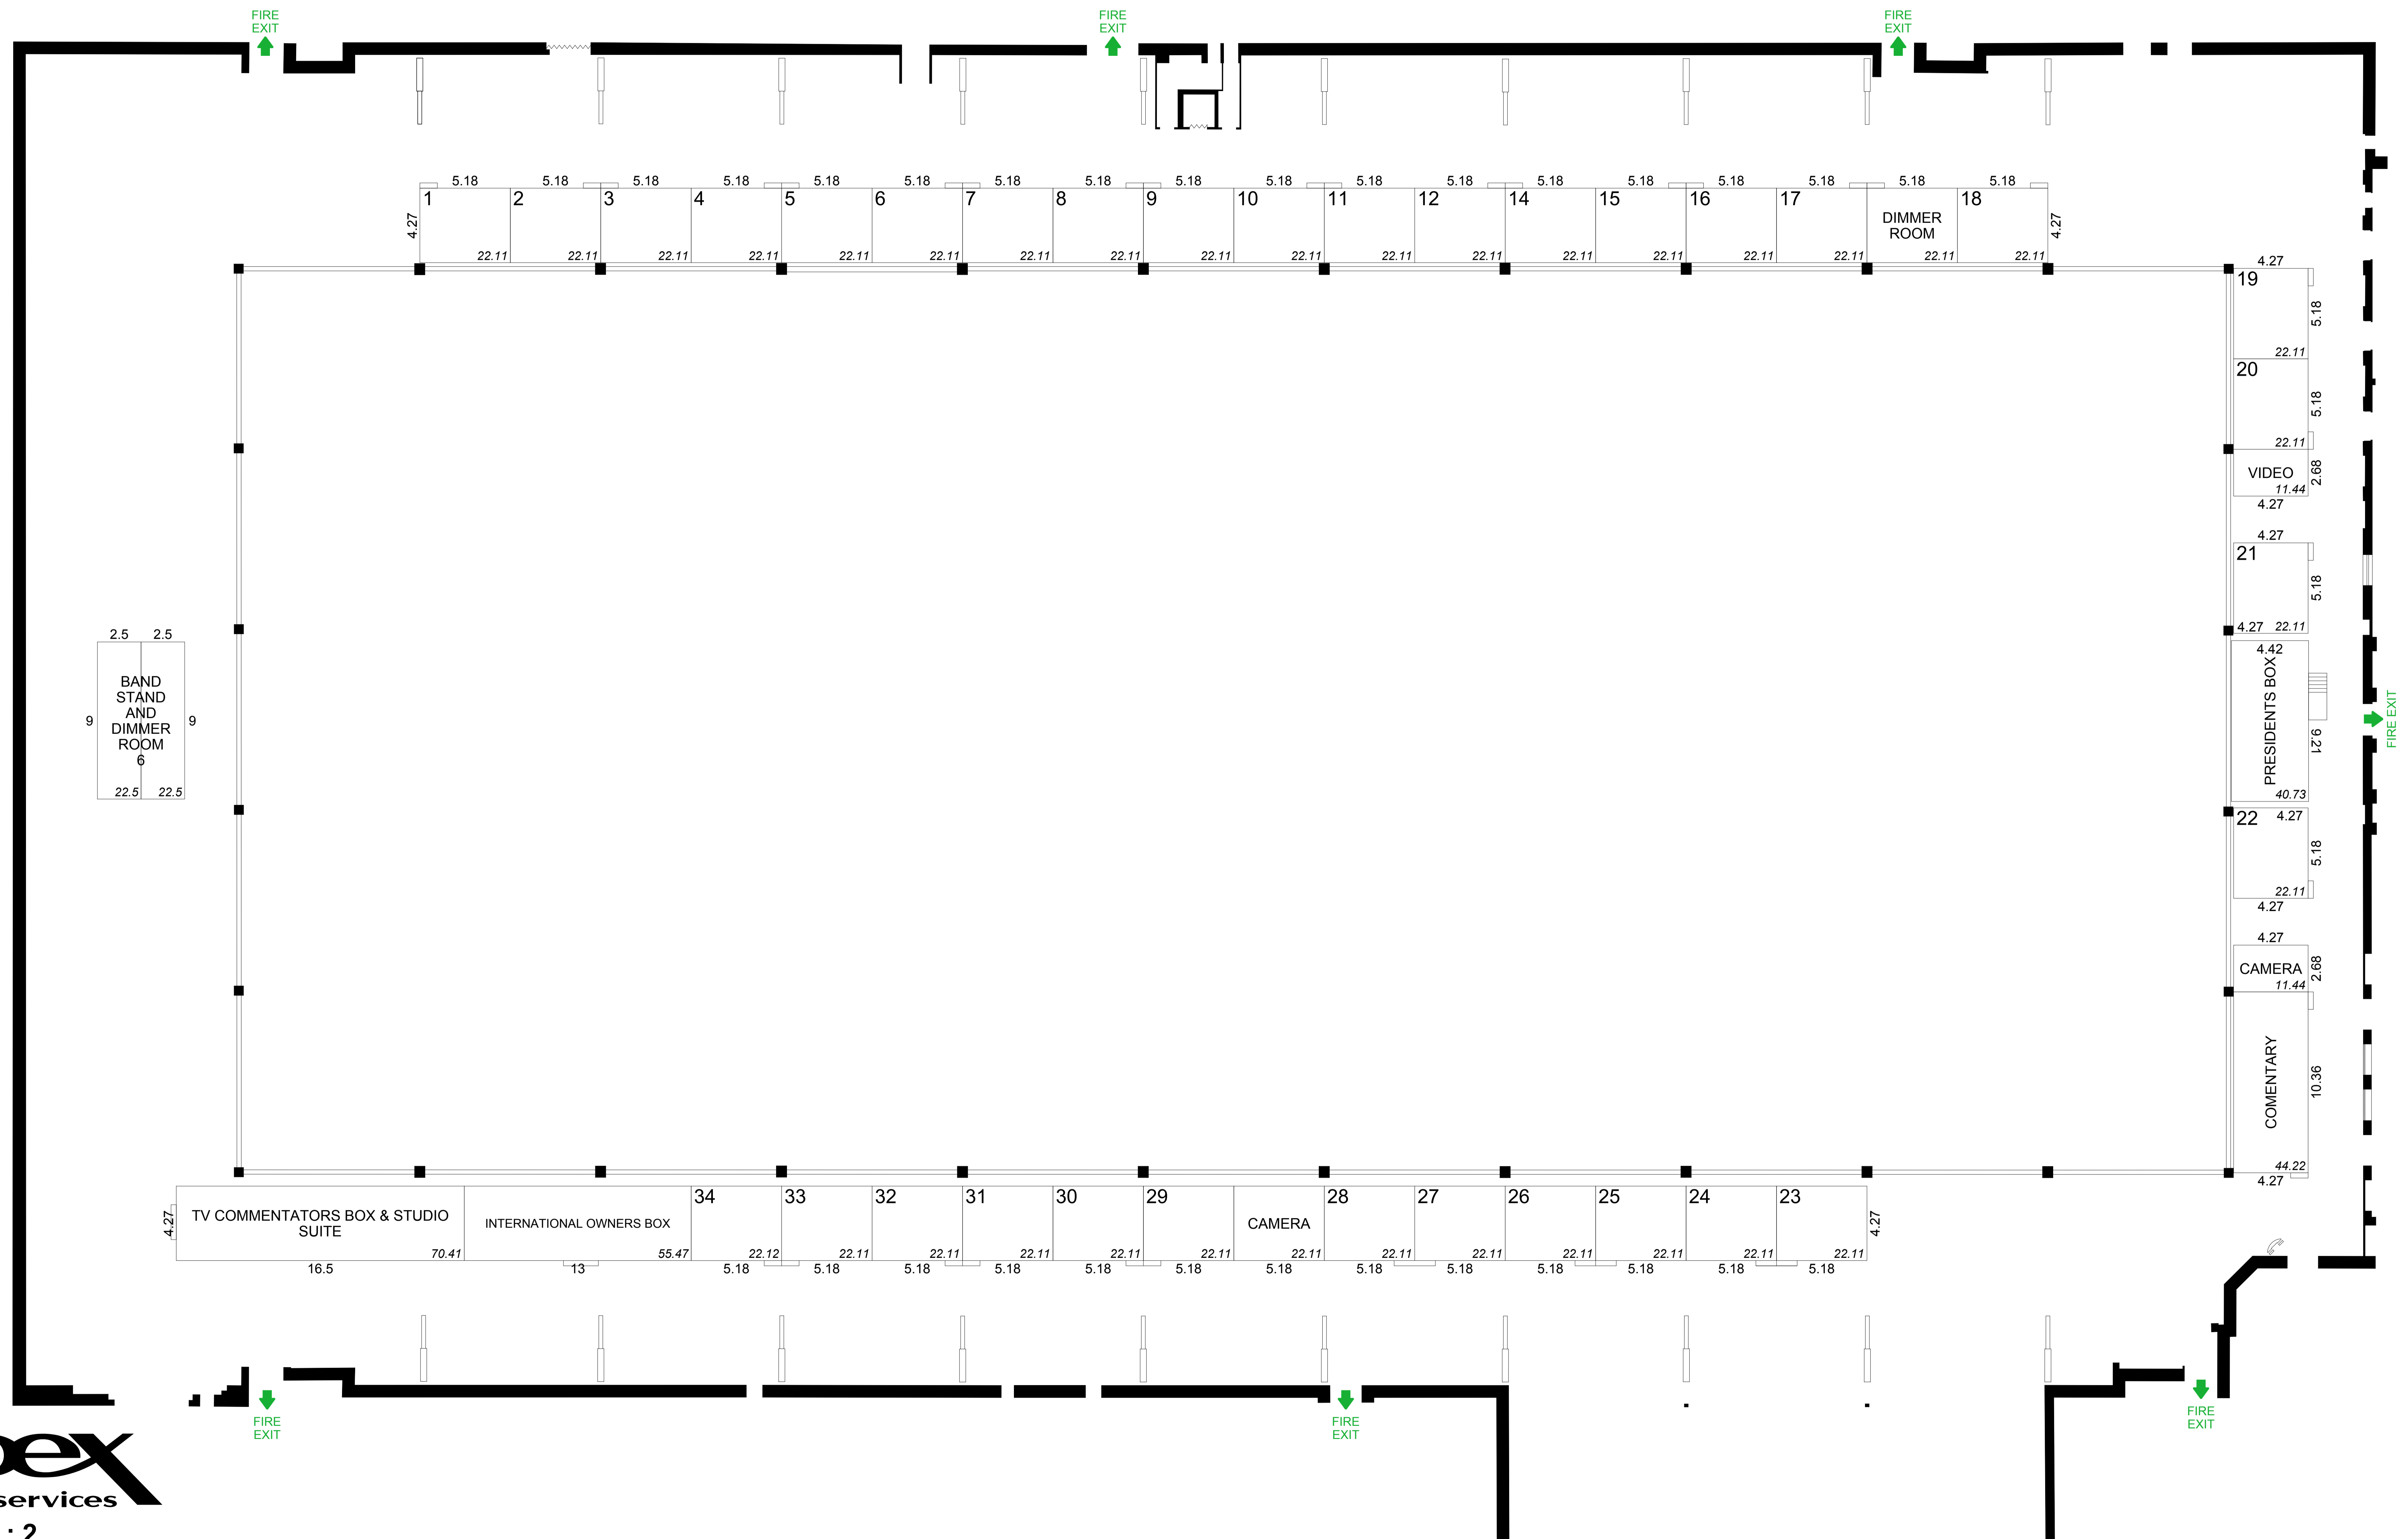 FIRE
EXIT
FIRE
EXIT
FIRE
EXIT
5.18 5.18 5.18 5.18 5.18 5.18 5.18 5.18 5.18 5.18 5.18 5.18 5.18 5.18 5.18 5.18 5.18 5.18
1 2 3 4 5 6 7 8 9 10 11 12 14 15 16 17 18
4.27
DIMMER
ROOM
4.27
22.11 22.11 22.11 22.11 22.11 22.11 22.11 22.11 22.11 22.11 22.11 22.11 22.11 22.11 22.11 22.11 22.11 22.11
4.27
19
5.18
22.11
20
5.18
22.11
VIDEO
2.68
11.44
4.27
4.27
21
5.18
4.27 22.11
4.42
PRESIDENTS BOX
9.21
40.73
FIRE EXIT
22 4.27
5.18
22.11
4.27
4.27
CAMERA
2.68
11.44
COMENTARY
10.36
44.22
4.27
2.5 2.5
BAND
STAND
AND
DIMMER
ROOM
6
9 9
22.5 22.5
34 33 32 31 30 29 28 27 26 25 24 23
4.27
TV COMMENTATORS BOX & STUDIO
SUITE
INTERNATIONAL OWNERS BOX
CAMERA
4.27
70.41 55.47 22.12 22.11 22.11 22.11 22.11 22.11 22.11 22.11 22.11 22.11 22.11 22.11 22.11
16.5 13 5.18 5.18 5.18 5.18 5.18 5.18 5.18 5.18 5.18 5.18 5.18 5.18 5.18
FIRE
EXIT
FIRE
EXIT
FIRE
EXIT
ex
services
: 2